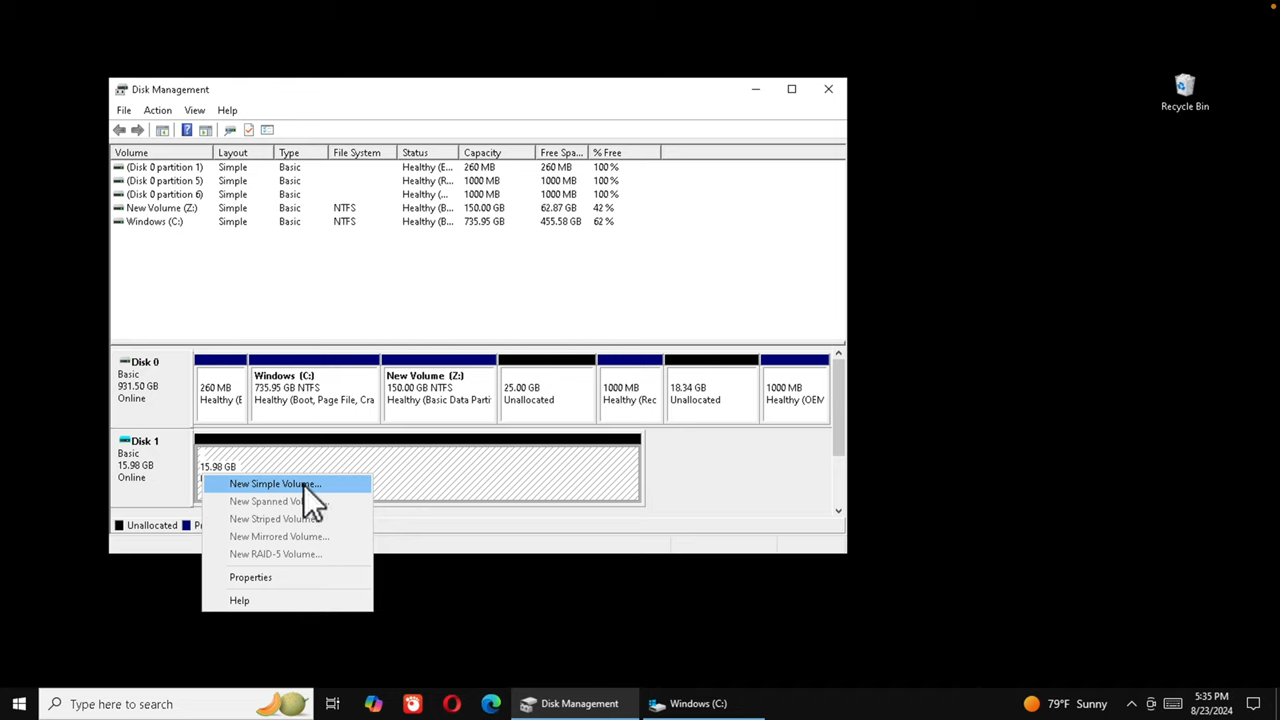 Recycle Bin
Disk Management
File Action View Help
Volume Layout Type File System Status Capacity Free Spa... % Free
(Disk 0 partition 1) Simple Basic Healthy (E... 260 MB 260 MB 100 %
(Disk 0 partition 5) Simple Basic Healthy (R... 1000 MB 1000 MB 100 %
(Disk 0 partition 6) Simple Basic Healthy (... 1000 MB 1000 MB 100 %
New Volume (Z:) Simple Basic NTFS Healthy (B... 150.00 GB 62.87 GB 42 %
Windows (C:) Simple Basic NTFS Healthy (B... 735.95 GB 455.58 GB 62 %
Disk 0
Basic
931.50 GB
Online
260 MB
Healthy (E
Windows (C:)
735.95 GB NTFS
Healthy (Boot, Page File, Cra
New Volume (Z:)
150.00 GB NTFS
Healthy (Basic Data Parti
25.00 GB
Unallocated
1000 MB
Healthy (Rec
18.34 GB
Unallocated
1000 MB
Healthy (OEM
Disk 1
Basic
15.98 GB
Online
15.98 GB
New Simple Volume...
New Spanned
New Striped Volume
New Mirrored Volume...
New RAID-5 Volume...
Properties
Help
Unallocated
Type here to search
Disk Management
Windows (C:)
79°F Sunny
5:35 PM
8/23/2024